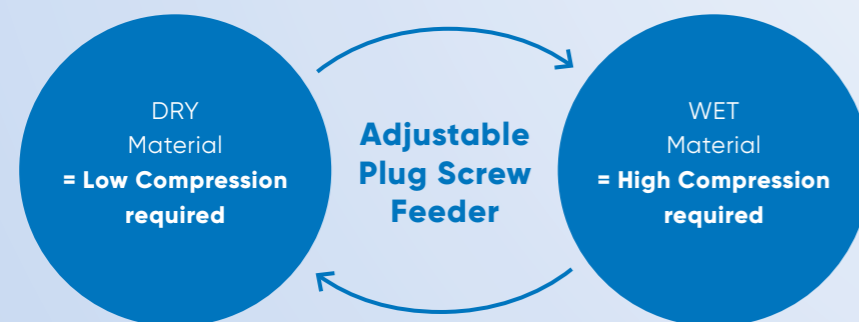 DRY
Material
= Low Compression
required
Adjustable
Plug Screw
Feeder
WET
Material
= High Compression
required